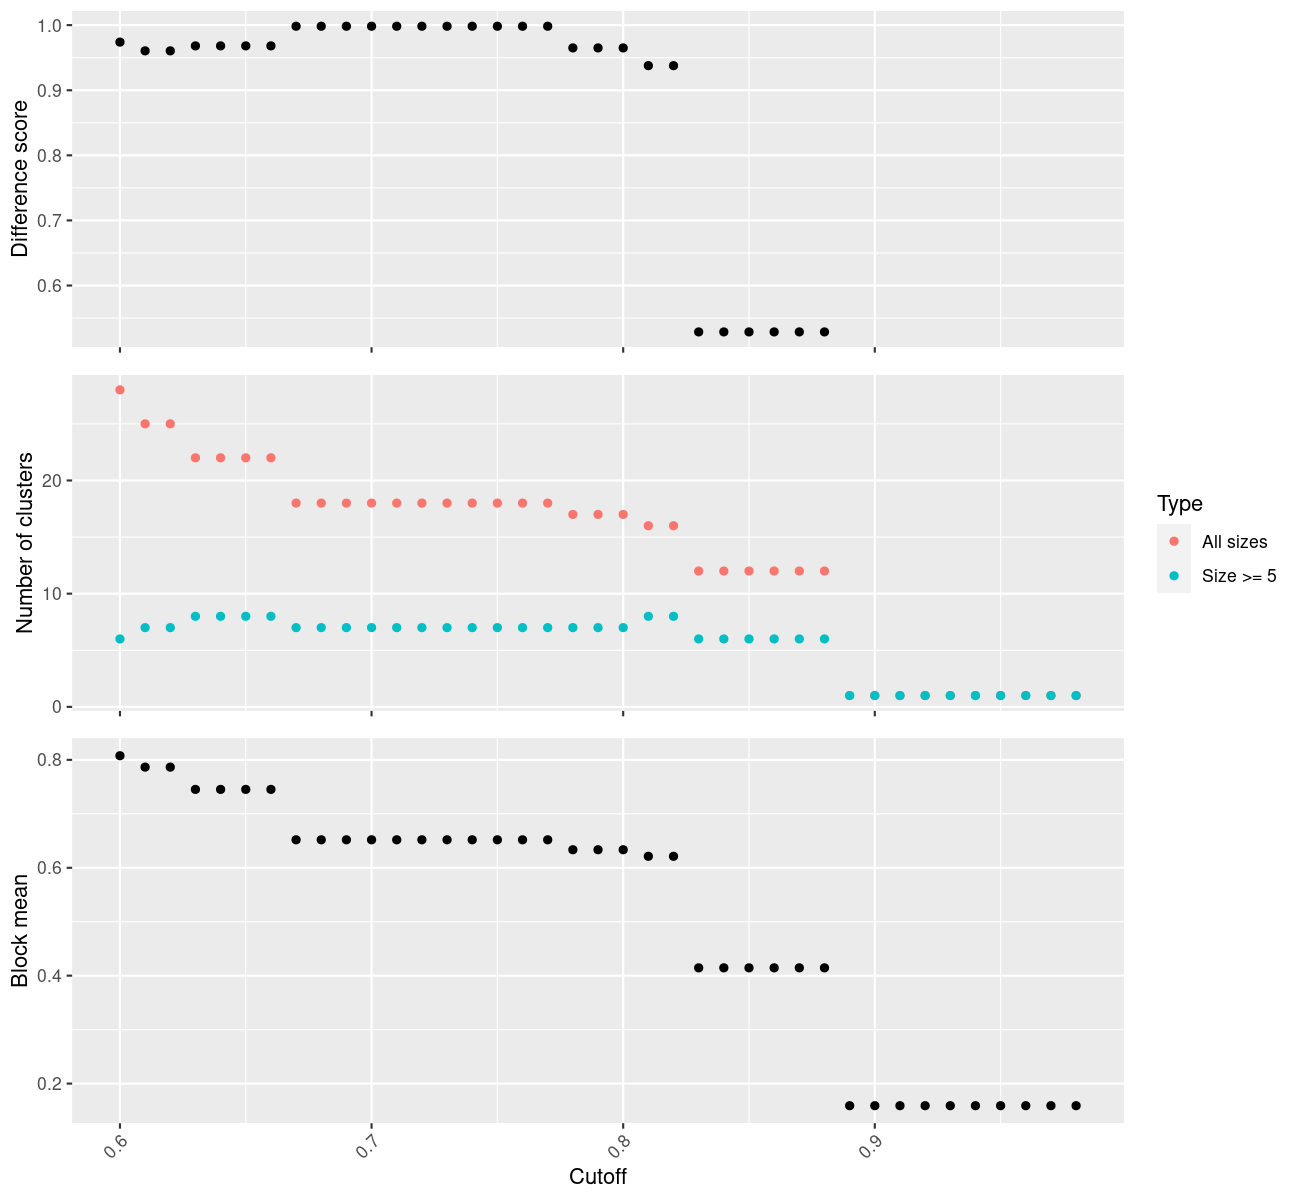 1.0
0.9
0.8
0.7
0.6
Difference score
20
10
0
Number of clusters
Type
All sizes
Size >= 5
0.8
0.6
0.4
0.2
Block mean
0.6
0.7
0.8
0.9
Cutoff